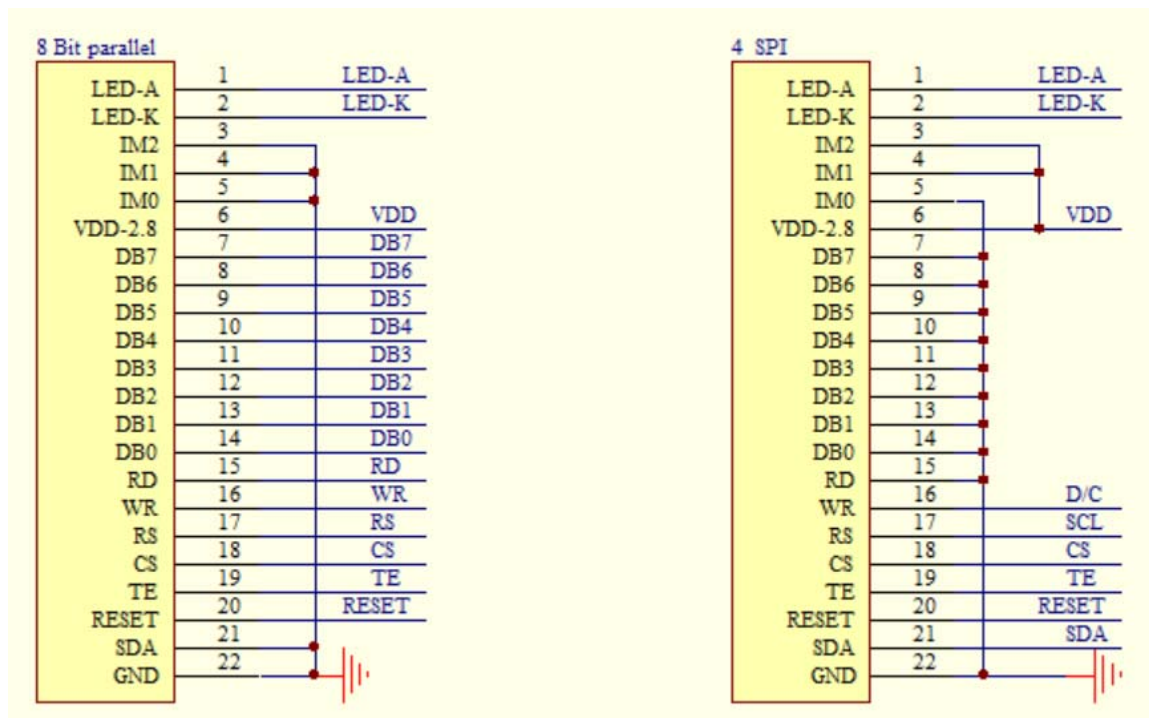 8 Bit parallel
LED-A 1 LED-A
LED-K 2 LED-K
IM2 3
IM1 4
IM0 5
VDD-2.8 6 VDD
DB7 7 DB7
DB6 8 DB6
DB5 9 DB5
DB4 10 DB4
DB3 11 DB3
DB2 12 DB2
DB1 13 DB1
DB0 14 DB0
RD 15 RD
WR 16 WR
RS 17 RS
CS 18 CS
TE 19 TE
RESET 20 RESET
SDA 21
GND 22
4 SPI
LED-A 1 LED-A
LED-K 2 LED-K
IM2 3
IM1 4
IM0 5
VDD-2.8 6 VDD
DB7 7
DB6 8
DB5 9
DB4 10
DB3 11
DB2 12
DB1 13
DB0 14
RD 15
WR 16 D/C
RS 17 SCL
CS 18 CS
TE 19 TE
RESET 20 RESET
SDA 21 SDA
GND 22